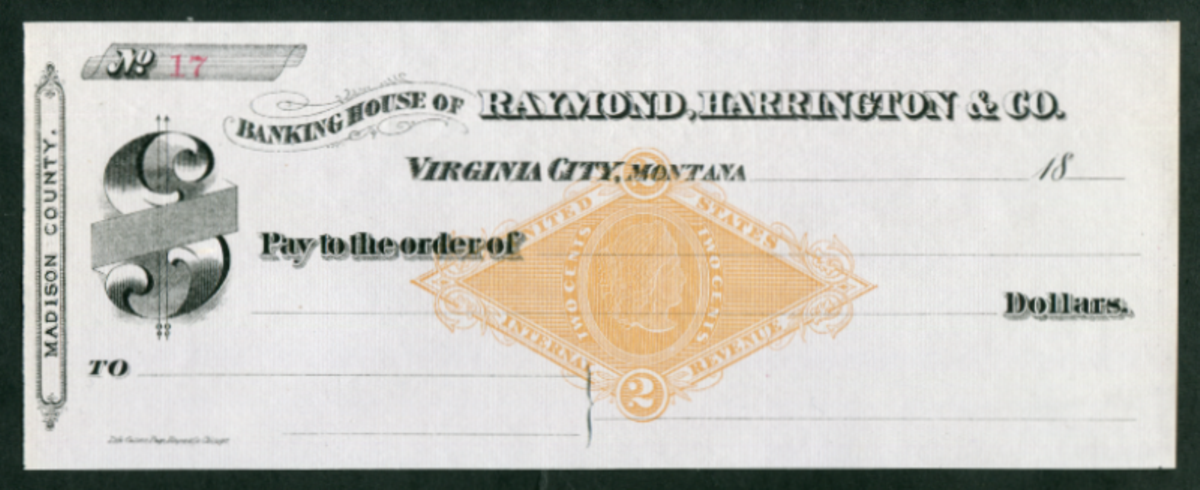 No 17
BANKING HOUSE OF RAYMOND, HARRINGTON & CO.
VIRGINIA CITY, MONTANA 18
MADISON COUNTY.
$
2
UNITED STATES
Pay to the order of
TWO CENTS
TWO CENTS
Dollars.
INTERNAL REVENUE
2
TO